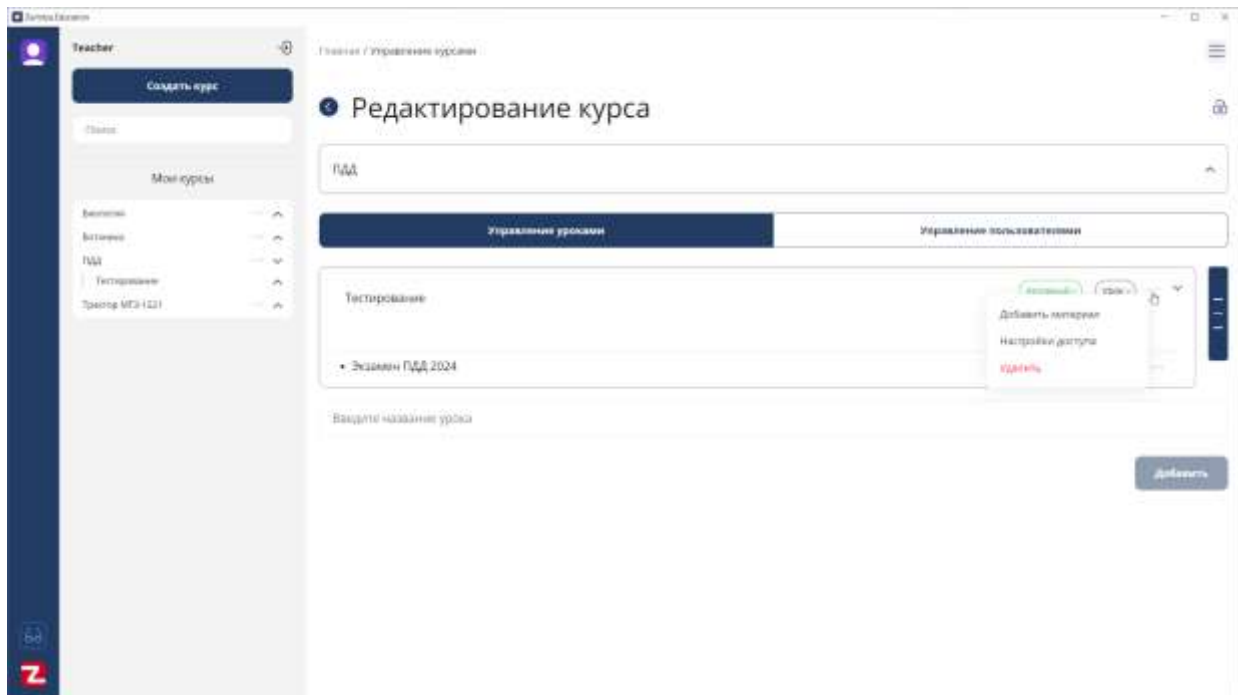 Teacher
Создать курс
Поиск
Мои курсы
Биология
Ботаника
ПДД
Тестирование
Трактор МТЗ-1221
Главная / Управление курсами
Редактирование курса
ПДД
Управление уроками
Управление пользователями
Тестирование
Добавить материал
Настройки доступа
Удалить
• Экзамен ПДД 2024
Введите название урока
Добавить